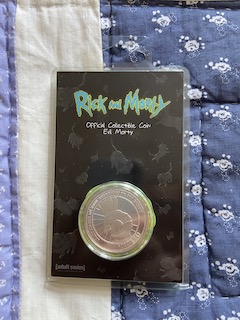 Rick and Morty
Official Collectible Coin
Evil Morty
[adult swim]